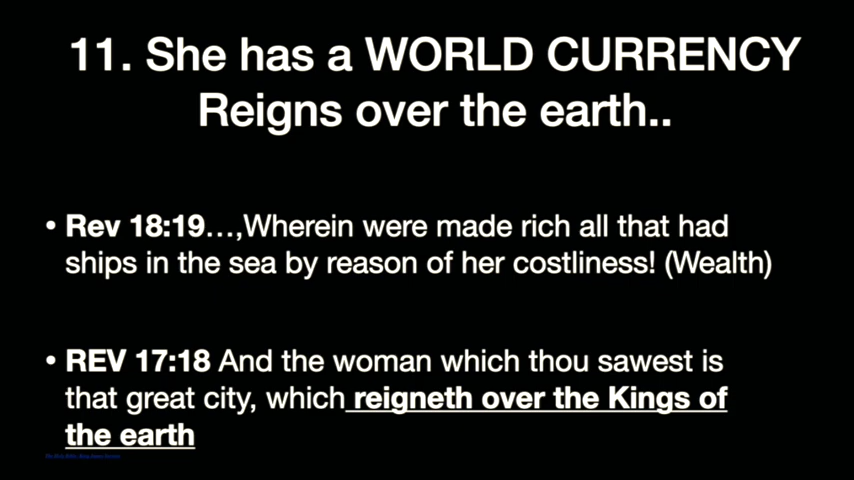 11. She has a WORLD CURRENCY
Reigns over the earth..
• Rev 18:19…,Wherein were made rich all that had
ships in the sea by reason of her costliness! (Wealth)
• REV 17:18 And the woman which thou sawest is
that great city, which reigneth over the Kings of
the earth